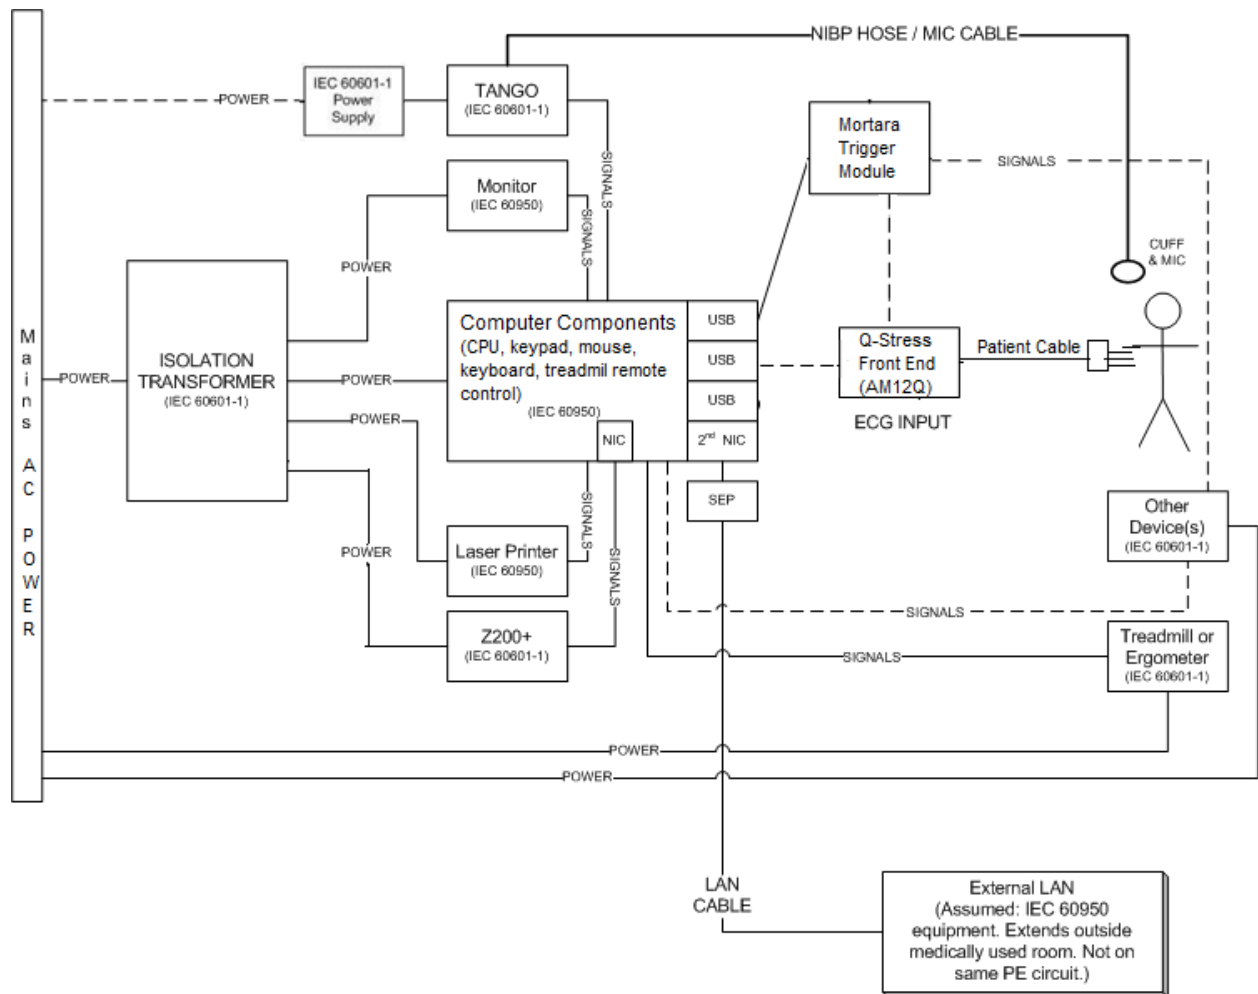 NIBP HOSE / MIC CABLE
IEC 60601-1
Power
Supply
POWER
TANGO
(IEC 60601-1)
SIGNALS
Mortara
Trigger
Module
SIGNALS
Monitor
(IEC 60950)
SIGNALS
CUFF
& MIC
POWER
Mains AC POWER
POWER
ISOLATION
TRANSFORMER
(IEC 60601-1)
POWER
POWER
POWER
Computer Components
(CPU, keypad, mouse,
keyboard, treadmil remote
control)
(IEC 60950)
NIC
USB
USB
USB
2nd NIC
SEP
Q-Stress
Front End
(AM12Q)
ECG INPUT
Patient Cable
SIGNALS
SIGNALS
Laser Printer
(IEC 60950)
Z200+
(IEC 60601-1)
Other
Device(s)
(IEC 60601-1)
SIGNALS
Treadmill or
Ergometer
(IEC 60601-1)
SIGNALS
POWER
POWER
LAN
CABLE
External LAN
(Assumed: IEC 60950
equipment. Extends outside
medically used room. Not on
same PE circuit.)